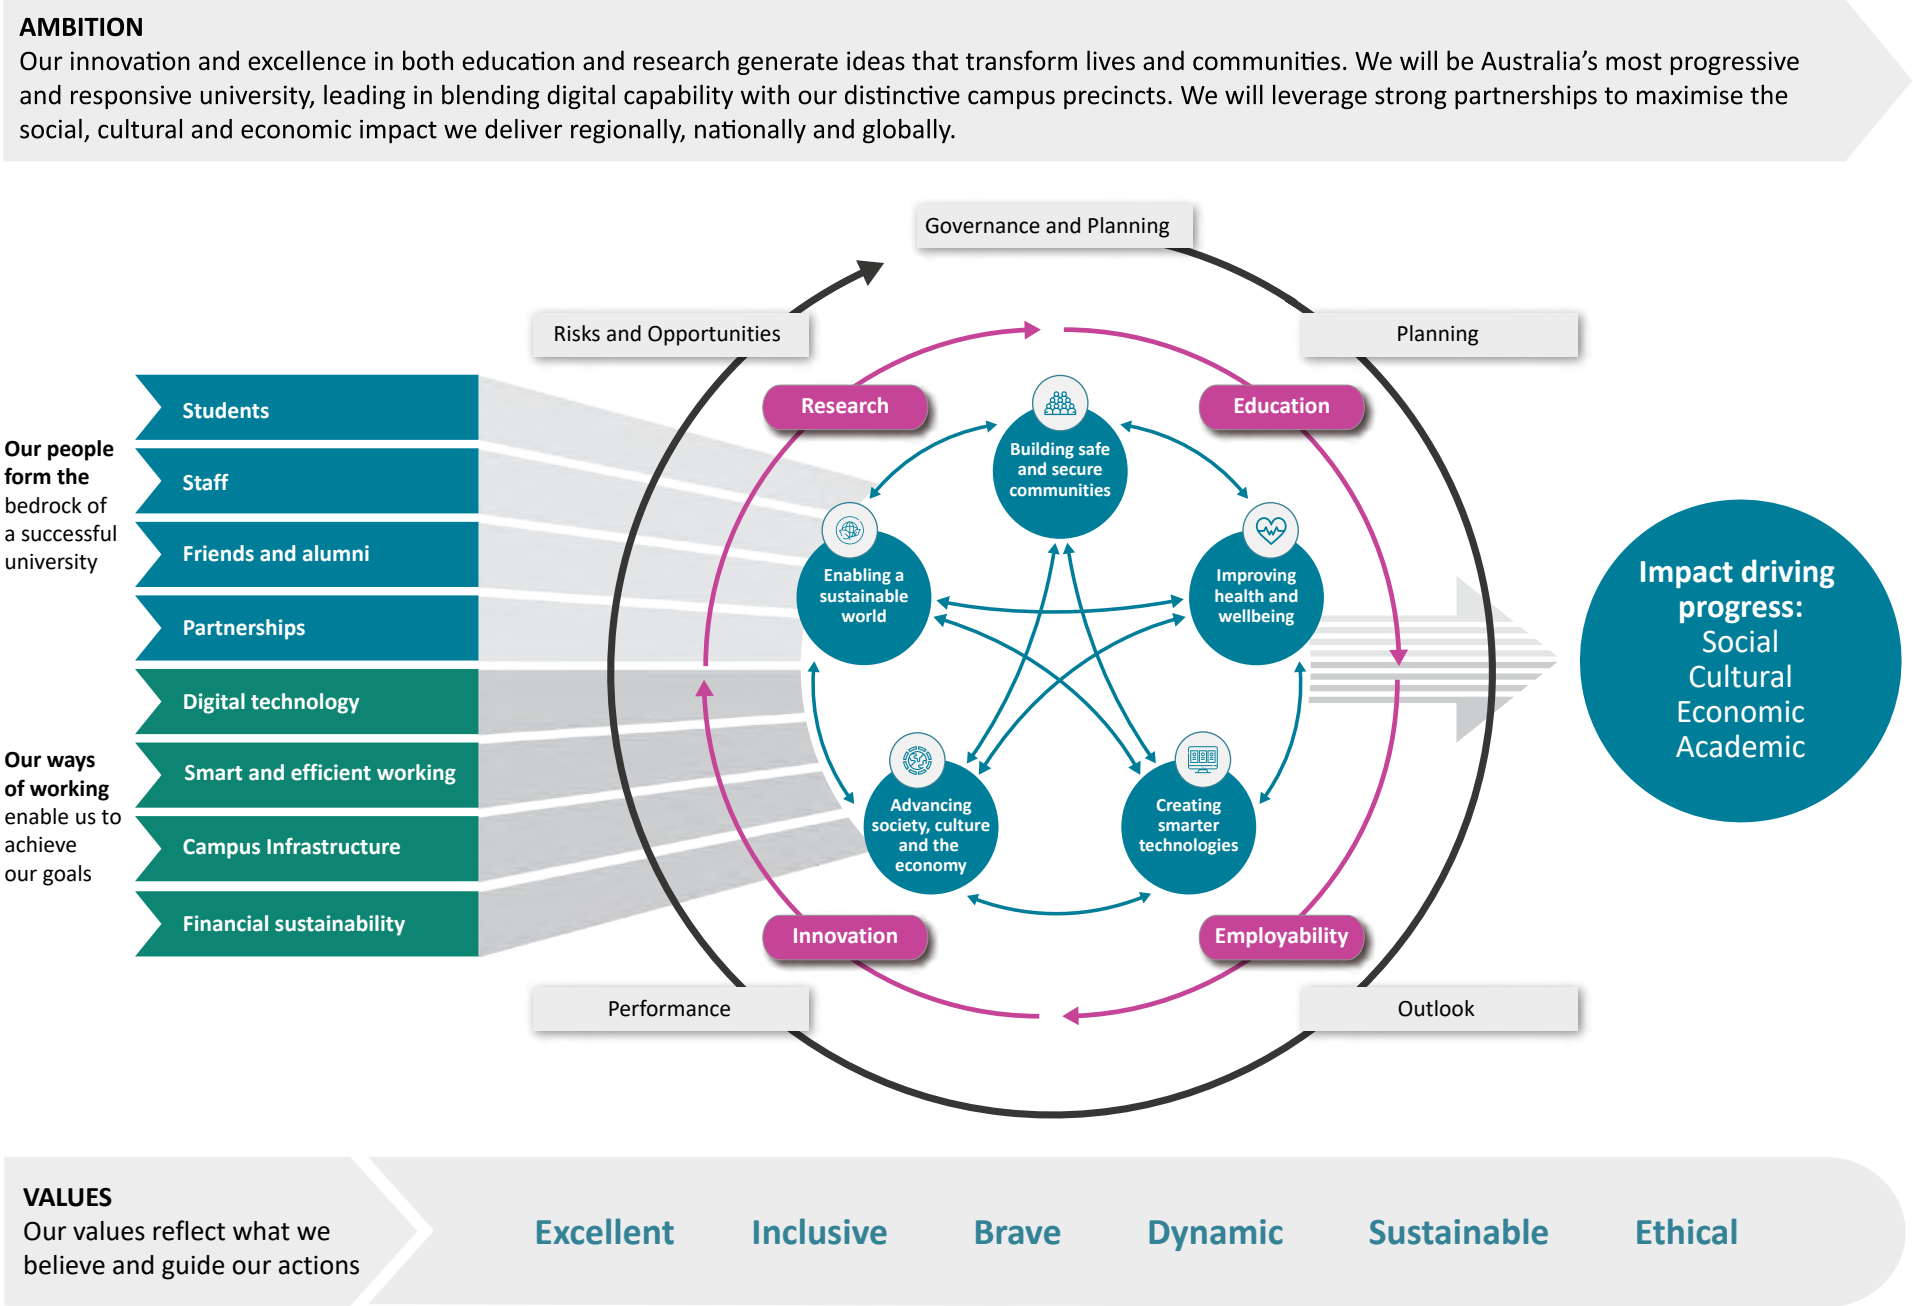 AMBITION
Our innovation and excellence in both education and research generate ideas that transform lives and communities. We will be Australia’s most progressive
and responsive university, leading in blending digital capability with our distinctive campus precincts. We will leverage strong partnerships to maximise the
social, cultural and economic impact we deliver regionally, nationally and globally.
Governance and Planning
Risks and Opportunities
Planning
Our people
form the
bedrock of
a successful
university
Students
Staff
Friends and alumni
Partnerships
Our ways
of working
enable us to
achieve
our goals
Digital technology
Smart and efficient working
Campus Infrastructure
Financial sustainability
Research
Education
Building safe
and secure
communities
Enabling a
sustainable
world
Improving
health and
wellbeing
Advancing
society, culture
and the
economy
Creating
smarter
technologies
Innovation
Employability
Performance
Outlook
Impact driving
progress:
Social
Cultural
Economic
Academic
VALUES
Our values reflect what we
believe and guide our actions
Excellent
Inclusive
Brave
Dynamic
Sustainable
Ethical